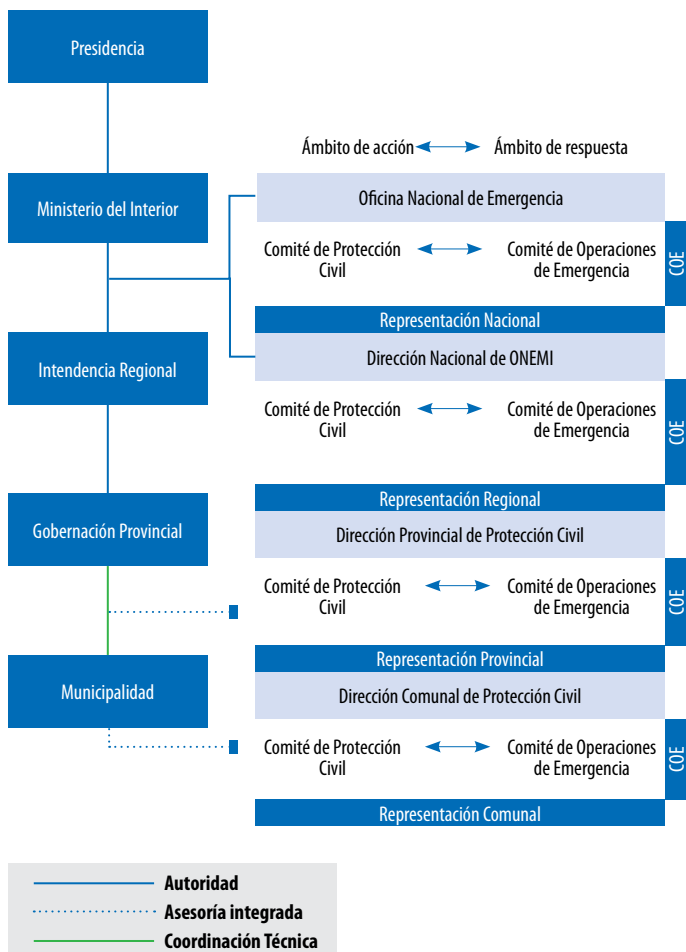 Presidencia
Ámbito de acción
Ámbito de respuesta
Ministerio del Interior
Oficina Nacional de Emergencia
Comité de Protección
Civil
Comité de Operaciones
de Emergencia
COE
Representación Nacional
Intendencia Regional
Dirección Nacional de ONEMI
Comité de Protección
Civil
Comité de Operaciones
de Emergencia
COE
Representación Regional
Gobernación Provincial
Dirección Provincial de Protección Civil
Comité de Protección
Civil
Comité de Operaciones
de Emergencia
COE
Representación Provincial
Municipalidad
Dirección Comunal de Protección Civil
Comité de Protección
Civil
Comité de Operaciones
de Emergencia
COE
Representación Comunal
Autoridad
Asesoría integrada
Coordinación Técnica